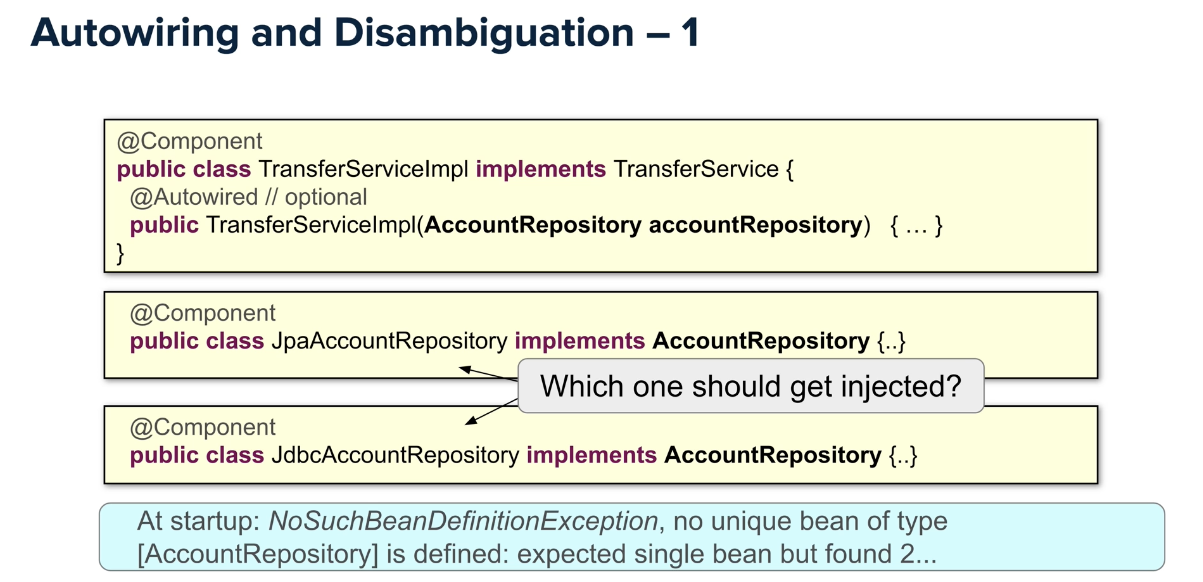 Autowiring and Disambiguation – 1
@Component
public class TransferServiceImpl implements TransferService {
@Autowired // optional
public TransferServiceImpl(AccountRepository accountRepository) { … }
}
@Component
public class JpaAccountRepository implements AccountRepository {..}
Which one should get injected?
@Component
public class JdbcAccountRepository implements AccountRepository {..}
At startup: NoSuchBeanDefinitionException, no unique bean of type
[AccountRepository] is defined: expected single bean but found 2...